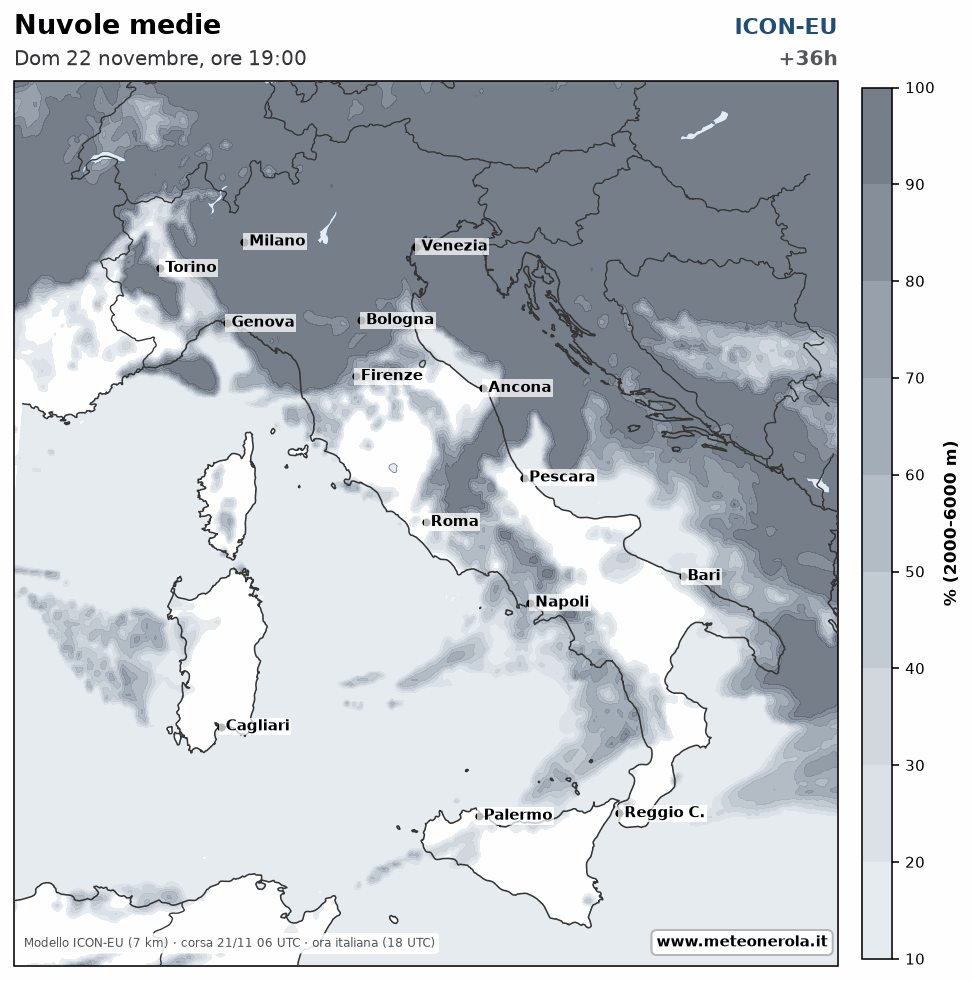 Nuvole medie
ICON-EU
Dom 22 novembre, ore 19:00
+36h
100
90
80
70
60
50
40
30
20
10
% (2000-6000 m)
Milano
Venezia
Torino
Genova
Bologna
Firenze
Ancona
Pescara
Roma
Bari
Napoli
Cagliari
Palermo
Reggio C.
Modello ICON-EU (7 km) · corsa 21/11 06 UTC · ora italiana (18 UTC)
www.meteonerola.it